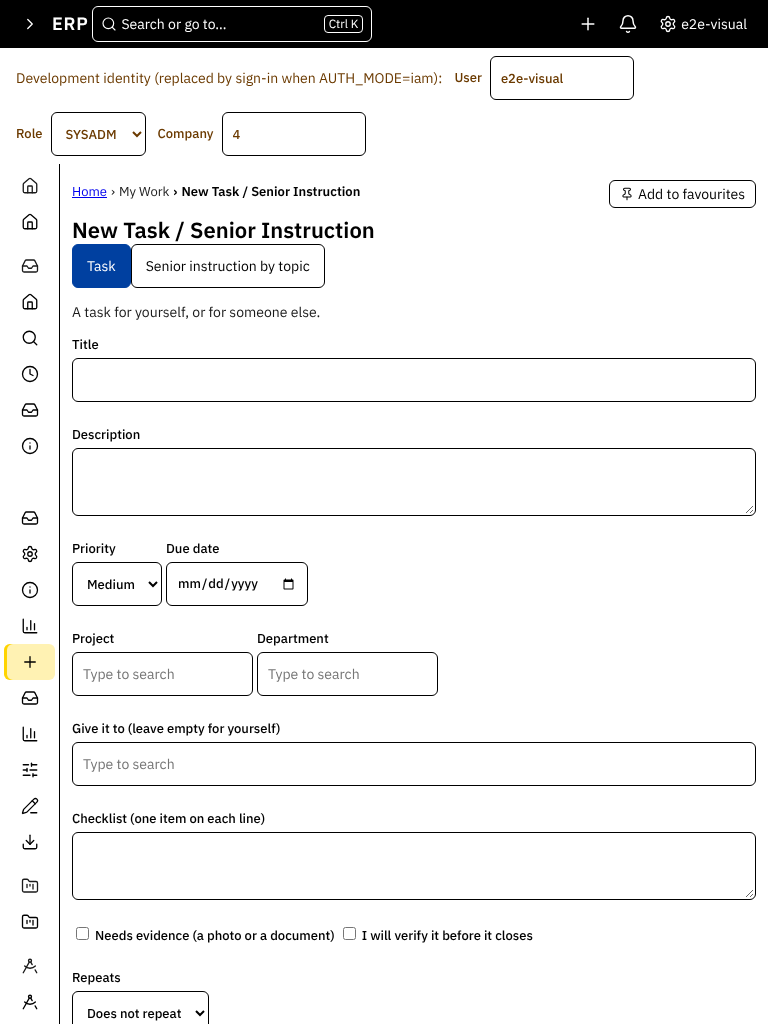 ERP
Search or go to...
Ctrl K
e2e-visual
Development identity (replaced by sign-in when AUTH_MODE=iam):
User
e2e-visual
Role
SYSADM
Company
4
Home › My Work › New Task / Senior Instruction
Add to favourites
New Task / Senior Instruction
Task
Senior instruction by topic
A task for yourself, or for someone else.
Title
Description
Priority
Due date
Medium
mm/dd/yyyy
Project
Department
Type to search
Type to search
Give it to (leave empty for yourself)
Type to search
Checklist (one item on each line)
Needs evidence (a photo or a document)
I will verify it before it closes
Repeats
Does not repeat